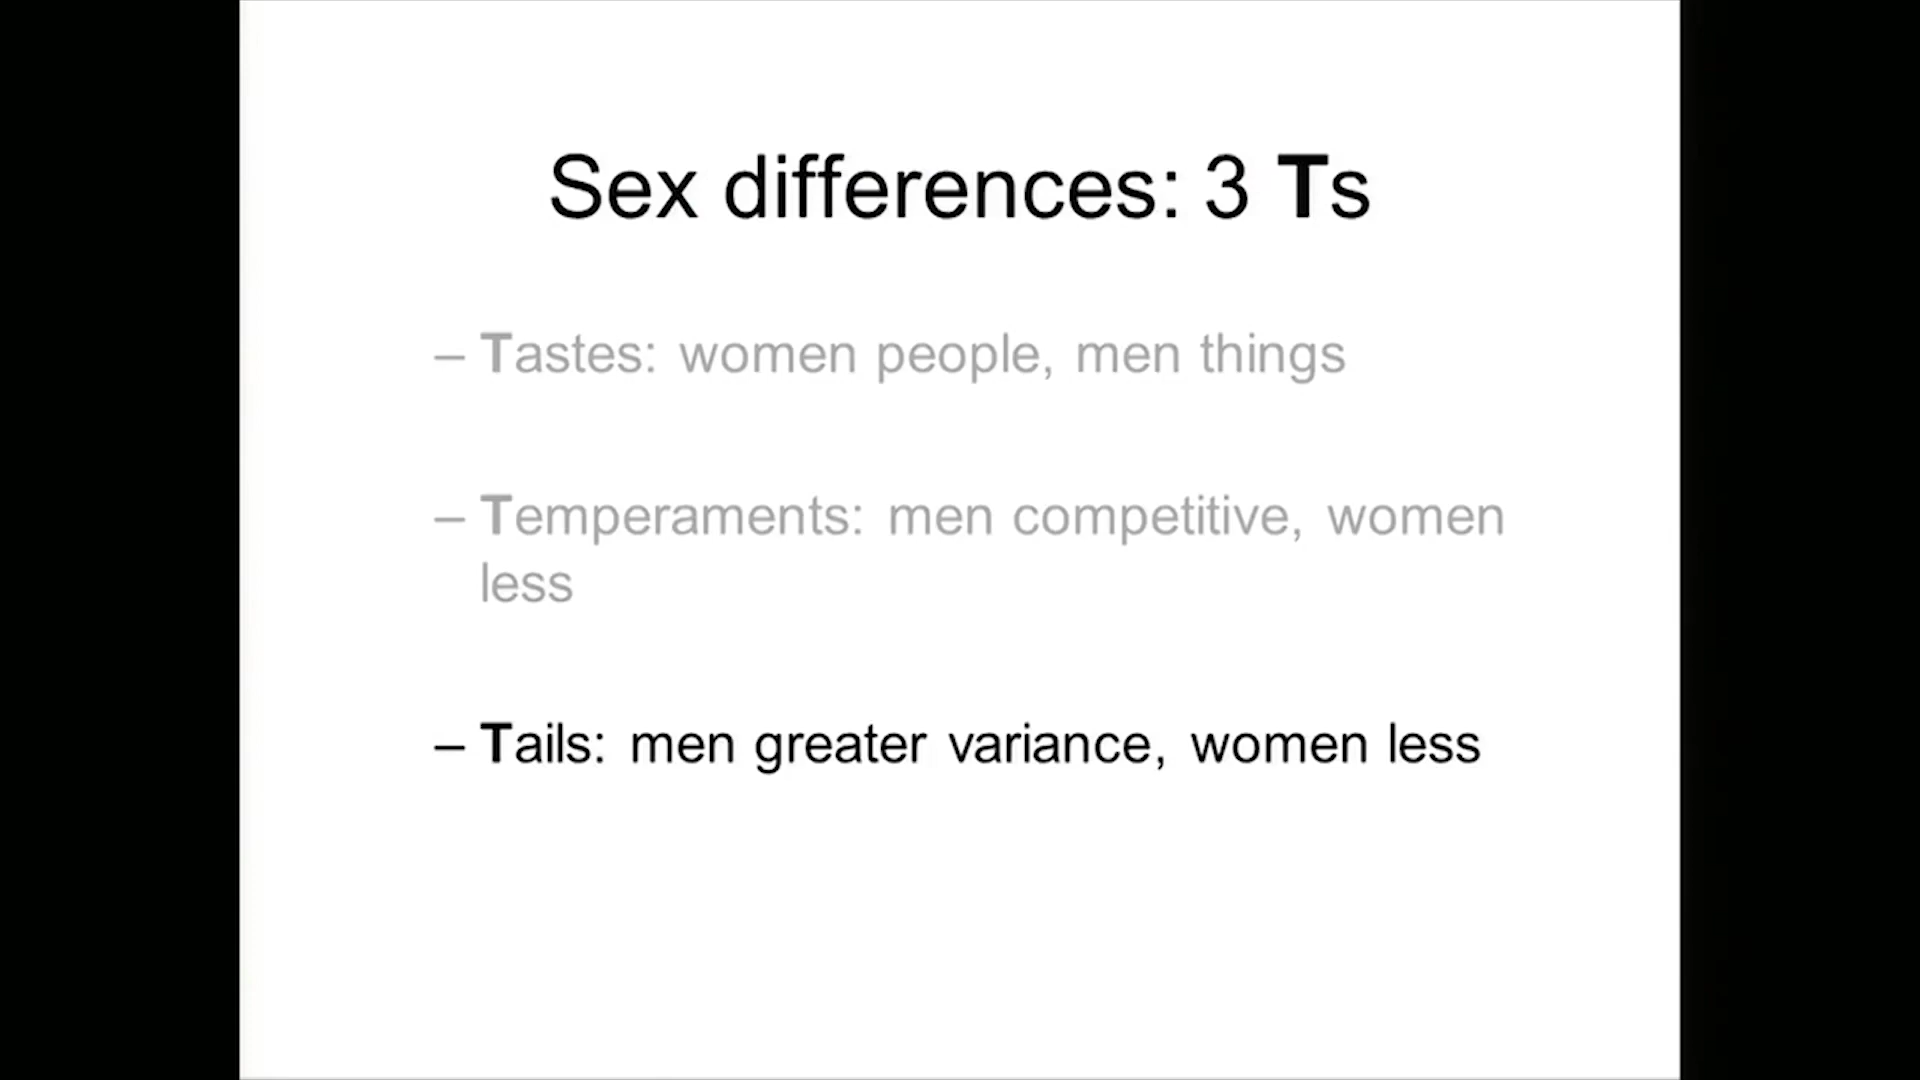 Sex differences: 3 Ts
– Tastes: women people, men things
– Temperaments: men competitive, women
less
– Tails: men greater variance, women less